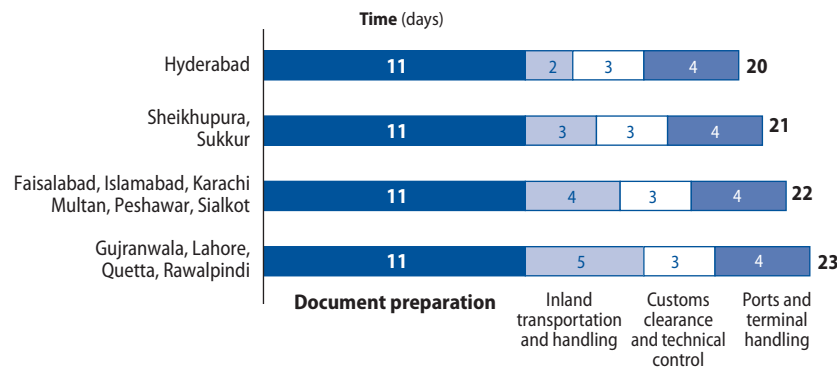 Time (days)
Hyderabad 11 2 3 4 20
Sheikhupura,
Sukkur 11 3 3 4 21
Faisalabad, Islamabad, Karachi
Multan, Peshawar, Sialkot 11 4 3 4 22
Gujranwala, Lahore,
Quetta, Rawalpindi 11 5 3 4 23
Document preparation
Inland
transportation
and handling
Customs
clearance
and technical
control
Ports and
terminal
handling